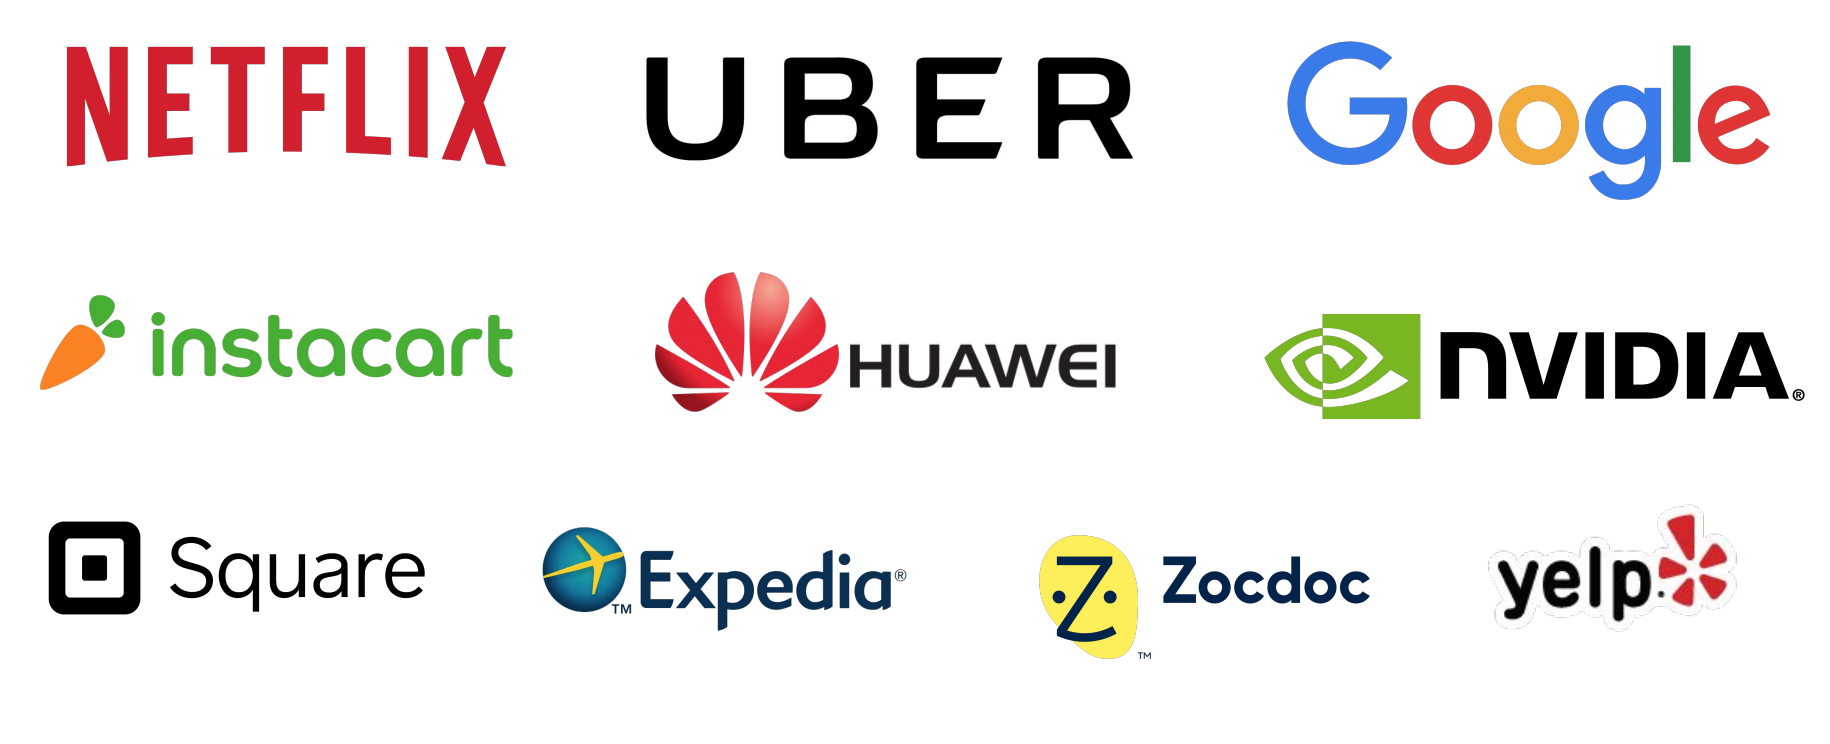 NETFLIX UBER Google
instacart HUAWEI NVIDIA®
Square Expedia® ™ Zocdoc ™ yelp